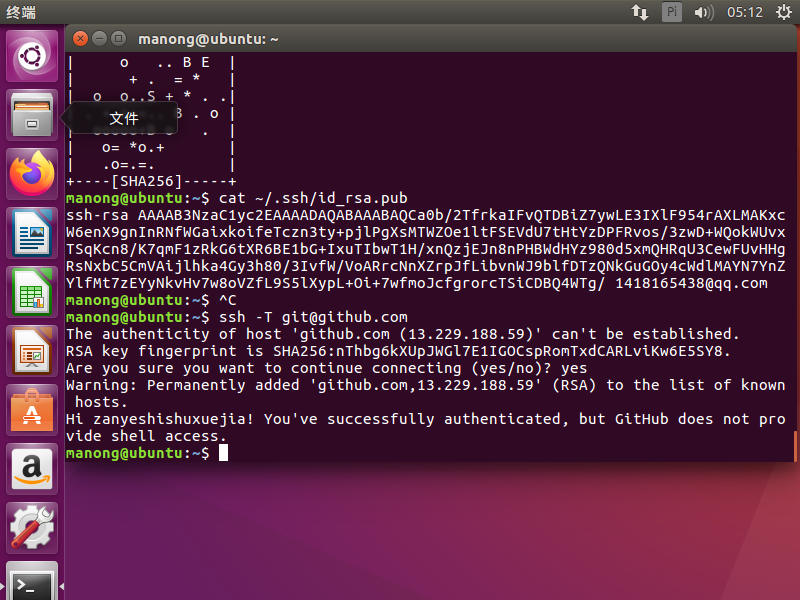 终端
Pi
05:12
manong@ubuntu: ~
|      o   .. B E  |
|       + .  = *   |
|  o  o..S + * . .|
B . o |
.  |
|   o= *o.+       |
|   .o=.=.        |
+----[SHA256]-----+
文件
manong@ubuntu:~$ cat ~/.ssh/id_rsa.pub
ssh-rsa AAAAB3NzaC1yc2EAAAADAQABAAABAQCa0b/2TfrkaIFvQTDBiZ7ywLE3IXlF954rAXLMAKxc
W6enX9gnInRNfWGaixkoifeTczn3ty+pjlPgXsMTWZOe1ltFSEVdU7tHtYzDPFRvos/3zwD+WQokWUvx
TSqKcn8/K7qmF1zRkG6tXR6BE1bG+IxuTIbwT1H/xnQzjEJn8nPHBWdHYz980d5xmQHRqU3CewFUvHHg
RsNxbC5CmVAijlhka4Gy3h80/3IvfW/VoARrcNnXZrpJfLibvnWJ9blfDTzQNkGuGOy4cWdlMAYN7YnZ
YlfMt7zEYyNkvHv7w8oVZfL9S5lXypL+Oi+7wfmoJcfgrorcTSiCDBQ4WTg/ 1418165438@qq.com
manong@ubuntu:~$ ^C
manong@ubuntu:~$ ssh -T git@github.com
The authenticity of host 'github.com (13.229.188.59)' can't be established.
RSA key fingerprint is SHA256:nThbg6kXUpJWGl7E1IGOCspRomTxdCARLviKw6E5SY8.
Are you sure you want to continue connecting (yes/no)? yes
Warning: Permanently added 'github.com,13.229.188.59' (RSA) to the list of known
hosts.
Hi zanyeshishuxuejia! You've successfully authenticated, but GitHub does not pro
vide shell access.
manong@ubuntu:~$